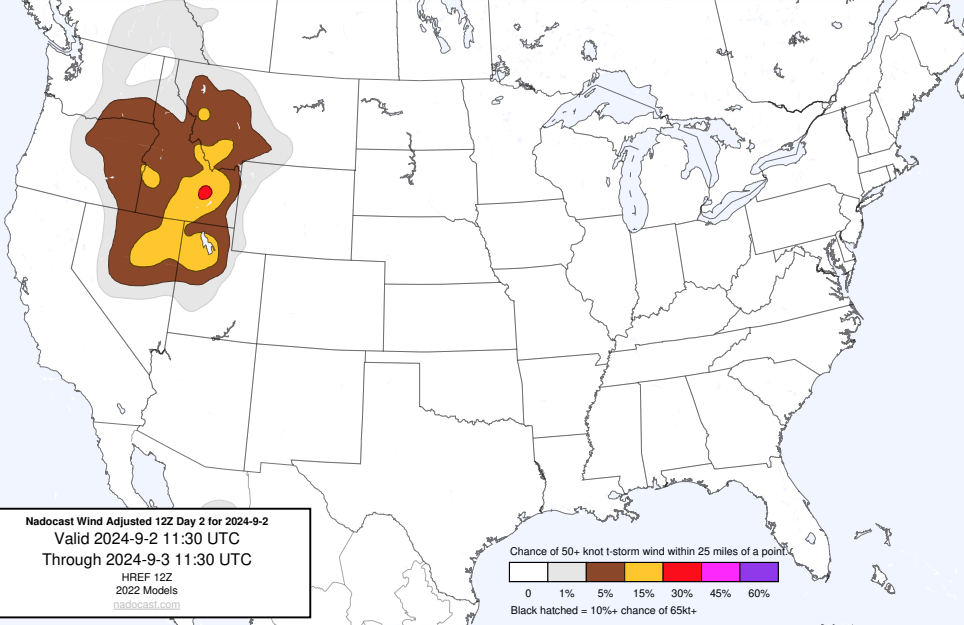 Nadocast Wind Adjusted 12Z Day 2 for 2024-9-2
Valid 2024-9-2 11:30 UTC
Through 2024-9-3 11:30 UTC
HREF 12Z
2022 Models
nadocast.com
Chance of 50+ knot t-storm wind within 25 miles of a point.
0 1% 5% 15% 30% 45% 60%
Black hatched = 10%+ chance of 65kt+